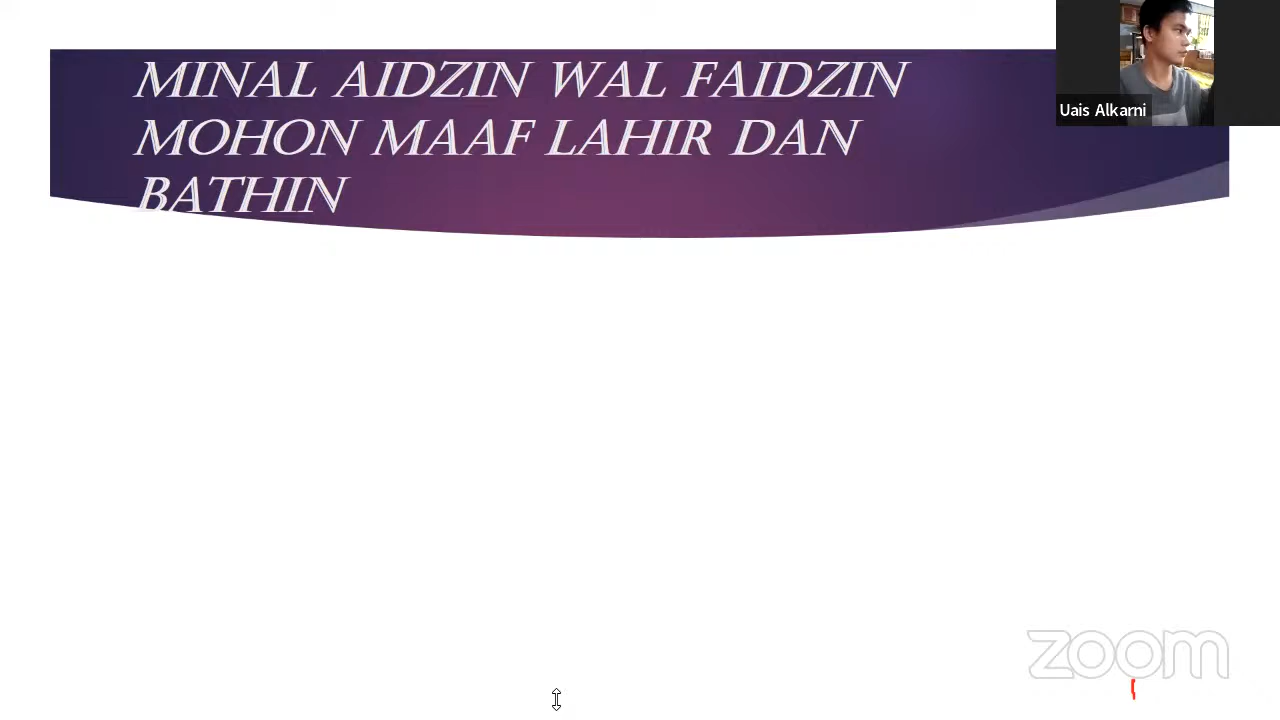 MINAL AIDZIN WAL FAIDZIN
MOHON MAAF LAHIR DAN
BATHIN
Uais Alkarni
zoom